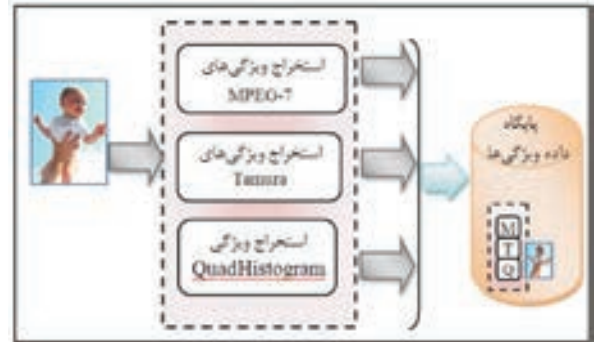 استخراج ویژگی‌های
MPEG-7
استخراج ویژگی‌های
Tamura
استخراج ویژگی
QuadHistogram
پایگاه
داده ویژگی‌ها
M
T
Q